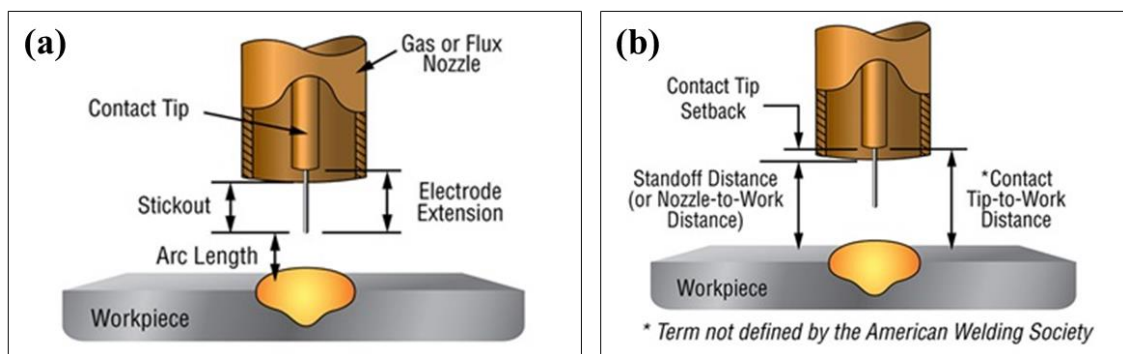 (a)
Gas or Flux
Nozzle
Contact Tip
Stickout
Electrode
Extension
Arc Length
Workpiece
(b)
Contact Tip
Setback
Standoff Distance
(or Nozzle-to-Work
Distance)
*Contact
Tip-to-Work
Distance
Workpiece
* Term not defined by the American Welding Society